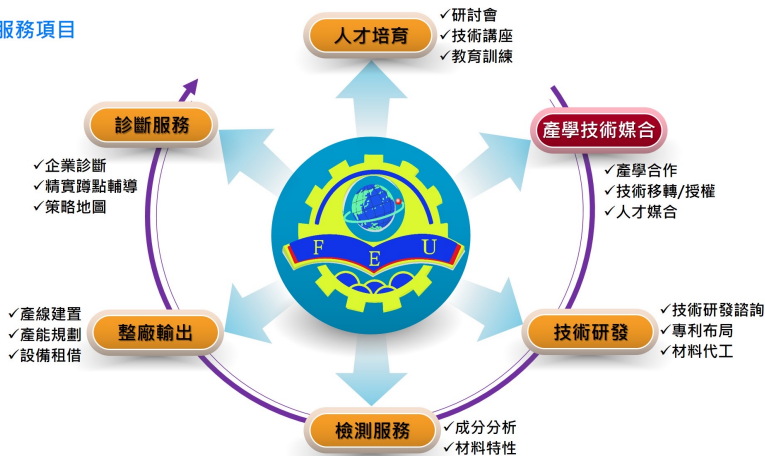 服務項目
人才培育
✓研討會
✓技術講座
✓教育訓練
產學技術媒合
✓產學合作
✓技術移轉/授權
✓人才媒合
技術研發
✓技術研發諮詢
✓專利布局
✓材料代工
檢測服務
✓成分分析
✓材料特性
整廠輸出
✓產線建置
✓產能規劃
✓設備租借
診斷服務
✓企業診斷
✓精實蹲點輔導
✓策略地圖
F E U